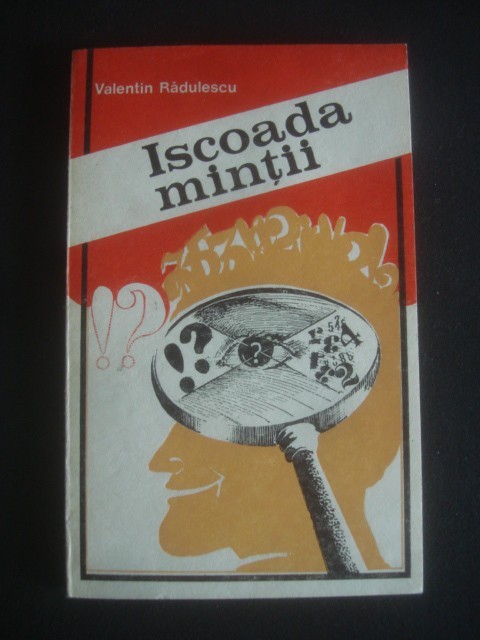 Valentin Rădulescu
Iscoada
minții